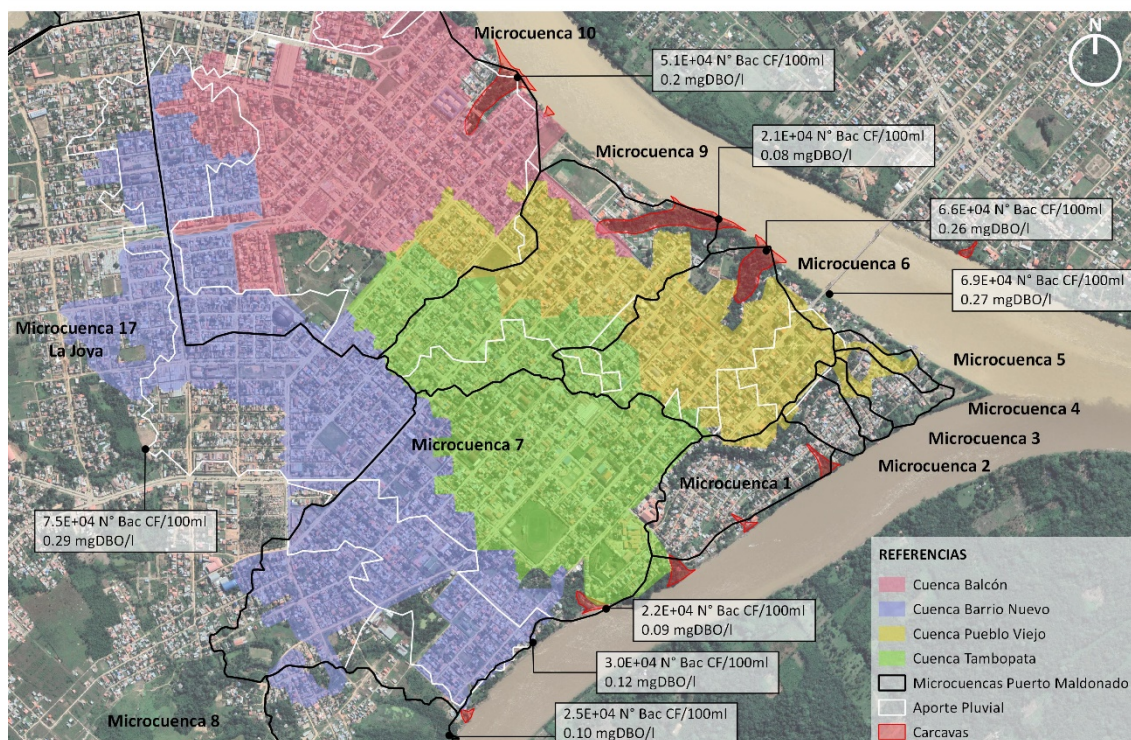 N
Microcuenca 10
5.1E+04 N° Bac CF/100ml
0.2 mgDBO/l
2.1E+04 N° Bac CF/100ml
0.08 mgDBO/l
Microcuenca 9
6.6E+04 N° Bac CF/100ml
0.26 mgDBO/l
Microcuenca 6
6.9E+04 N° Bac CF/100ml
0.27 mgDBO/l
Microcuenca 17
La Joya
Microcuenca 5
Microcuenca 4
Microcuenca 3
Microcuenca 2
Microcuenca 7
Microcuenca 1
7.5E+04 N° Bac CF/100ml
0.29 mgDBO/l
2.2E+04 N° Bac CF/100ml
0.09 mgDBO/l
3.0E+04 N° Bac CF/100ml
0.12 mgDBO/l
Microcuenca 8
2.5E+04 N° Bac CF/100ml
0.10 mgDBO/l
REFERENCIAS
Cuenca Balcón
Cuenca Barrio Nuevo
Cuenca Pueblo Viejo
Cuenca Tambopata
Microcuencas Puerto Maldonado
Aporte Pluvial
Carcavas